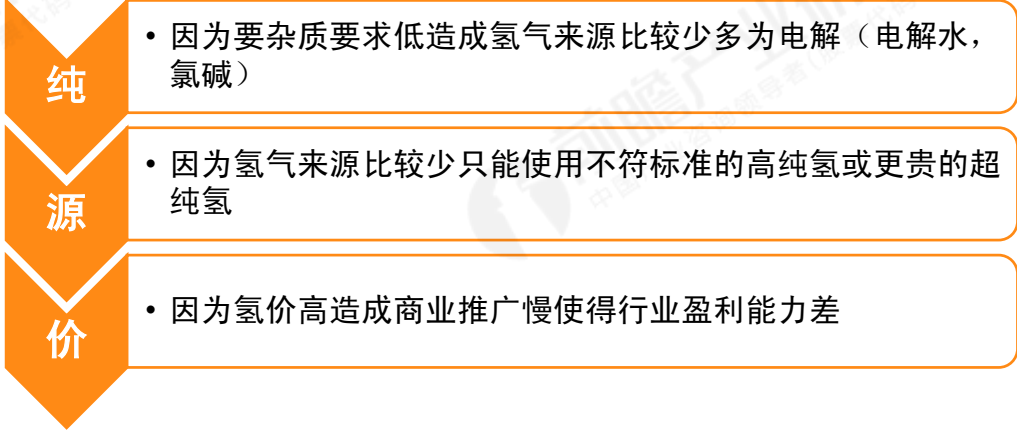 纯
• 因为要杂质要求低造成氢气来源比较少多为电解（电解水，
氯碱）
源
• 因为氢气来源比较少只能使用不符标准的高纯氢或更贵的超
纯氢
价
• 因为氢价高造成商业推广慢使得行业盈利能力差